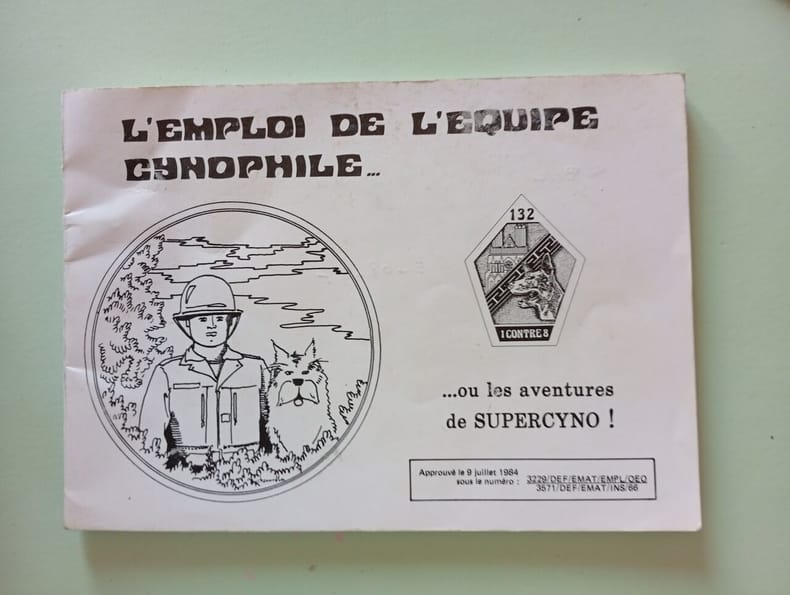 L'EMPLOI DE L'EQUIPE
CYNOPHILE...
132
1 CONTRE 8
...ou les aventures
de SUPERCYNO !
Approuvé le 9 juillet 1984
sous le numéro : 3229/DEF/EMAT/EMPL/OEO
3571/DEF/EMAT/INS/66